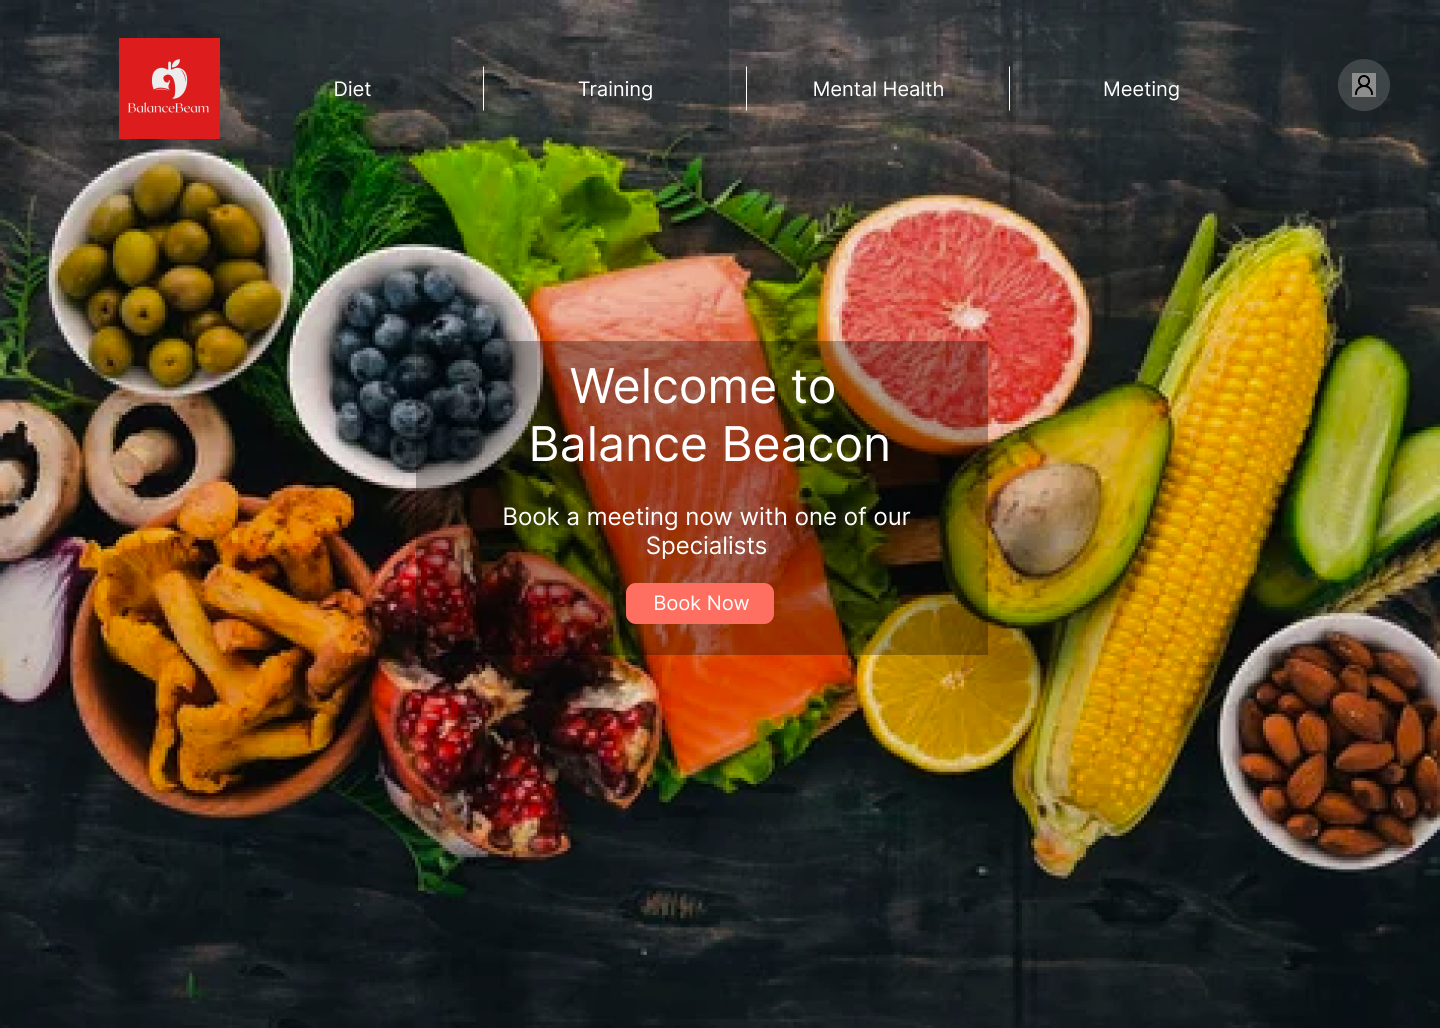 BalanceBeam
Diet
Training
Mental Health
Meeting
Welcome to
Balance Beacon
Book a meeting now with one of our
Specialists
Book Now